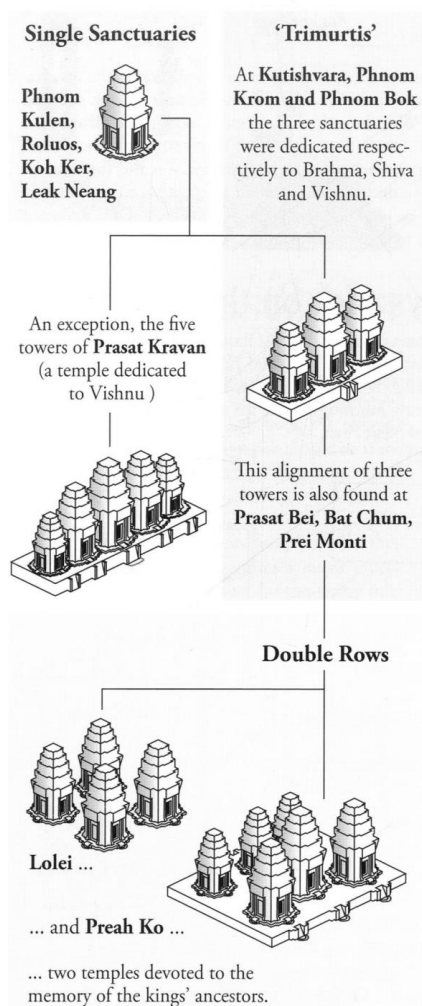 Single Sanctuaries
Phnom
Kulen,
Roluos,
Koh Ker,
Leak Neang
‘Trimurtis’
At Kutishvara, Phnom
Krom and Phnom Bok
the three sanctuaries
were dedicated respec-
tively to Brahma, Shiva
and Vishnu.
An exception, the five
towers of Prasat Kravan
(a temple dedicated
to Vishnu )
This alignment of three
towers is also found at
Prasat Bei, Bat Chum,
Prei Monti
Double Rows
Lolei ...
... and Preah Ko ...
... two temples devoted to the
memory of the kings’ ancestors.